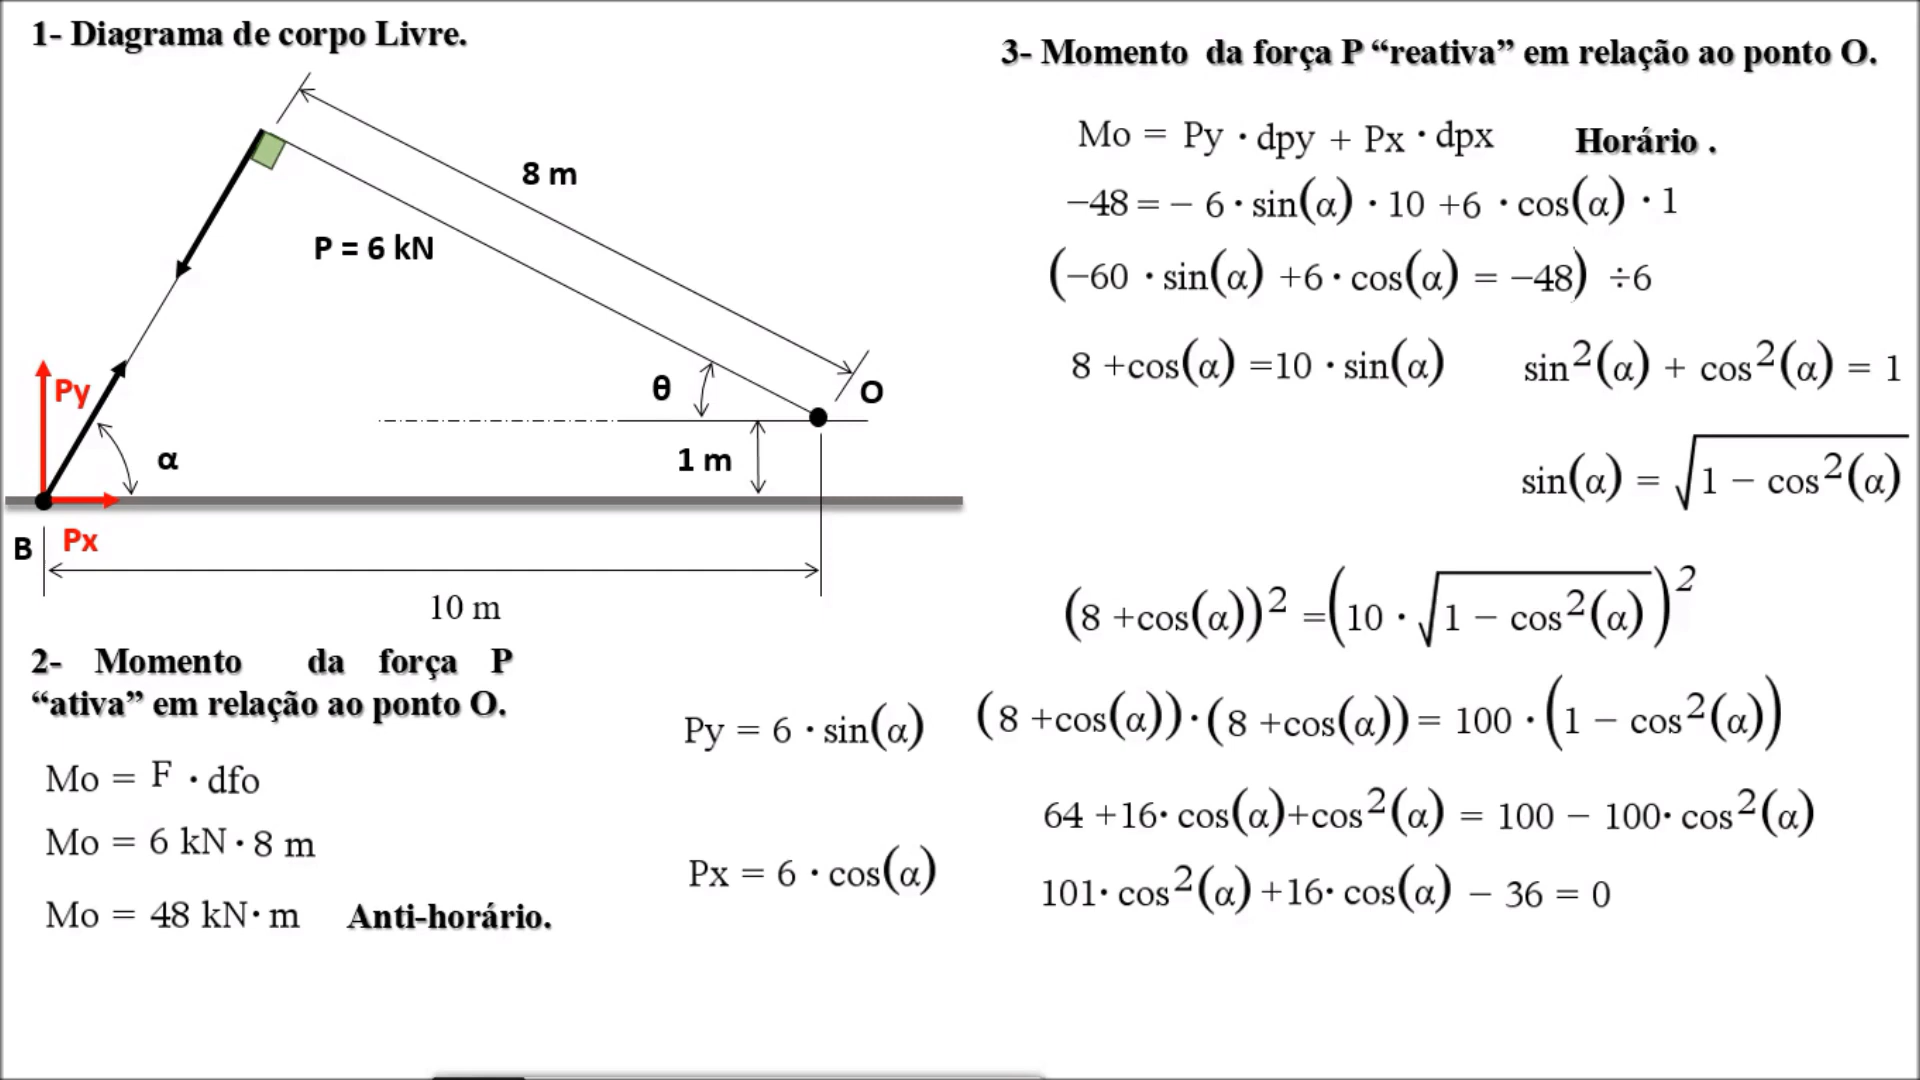 1- Diagrama de corpo Livre.
8 m
P = 6 kN
θ
O
Py
α
1 m
B
Px
10 m
2- Momento da força P
“ativa” em relação ao ponto O.
Mo = F · dfo
Mo = 6 kN · 8 m
Mo = 48 kN · m Anti-horário.
Py = 6 · sin(α)
Px = 6 · cos(α)
3- Momento da força P “reativa” em relação ao ponto O.
Mo = Py · dpy + Px · dpx Horário .
−48 = − 6 · sin(α) · 10 +6 · cos(α) · 1
(−60 · sin(α) +6 · cos(α) = −48) ÷6
8 +cos(α) =10 · sin(α) sin²(α) + cos²(α) = 1
sin(α) = √(1 − cos²(α))
(8 +cos(α))² =(10 · √(1 − cos²(α)))²
(8 +cos(α)) · (8 +cos(α)) = 100 · (1 − cos²(α))
64 +16· cos(α)+cos²(α) = 100 − 100· cos²(α)
101· cos²(α) +16· cos(α) − 36 = 0